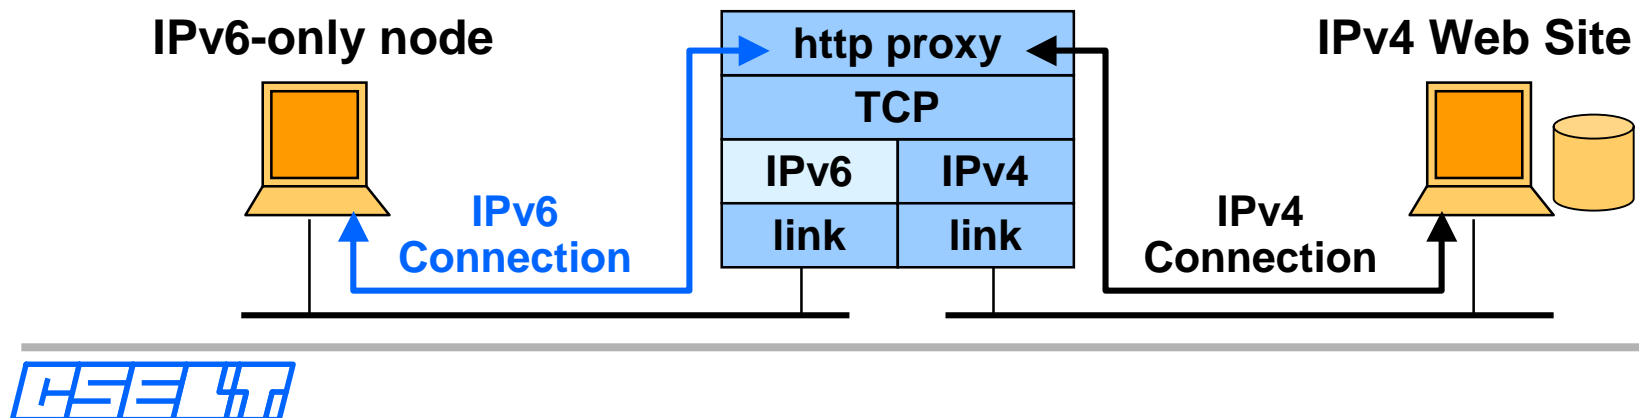 IPv6-only node
http proxy
IPv4 Web Site
TCP
IPv6
IPv4
link
link
IPv6
Connection
IPv4
Connection
CSELT